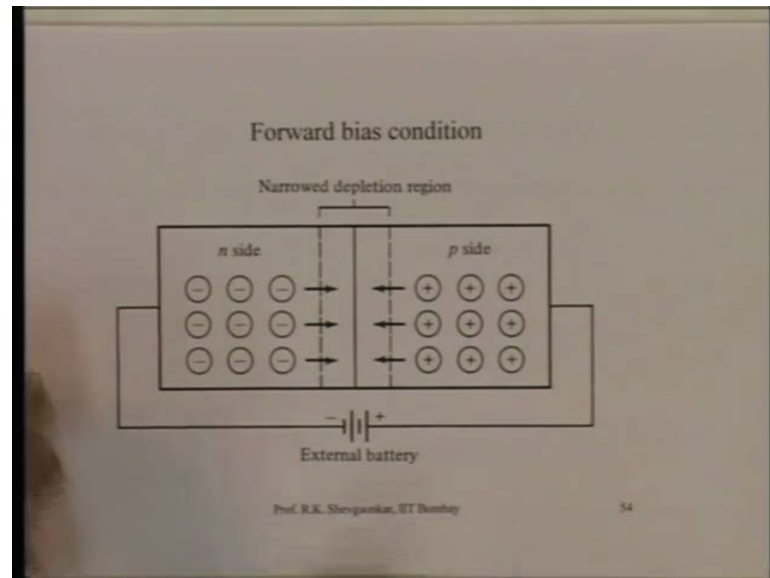 Forward bias condition
Narrowed depletion region
n side
p side
− − − + + +
− − − + + +
− − − + + +
− +
External battery
Prof. R.K. Shevgaonkar, IIT Bombay
54